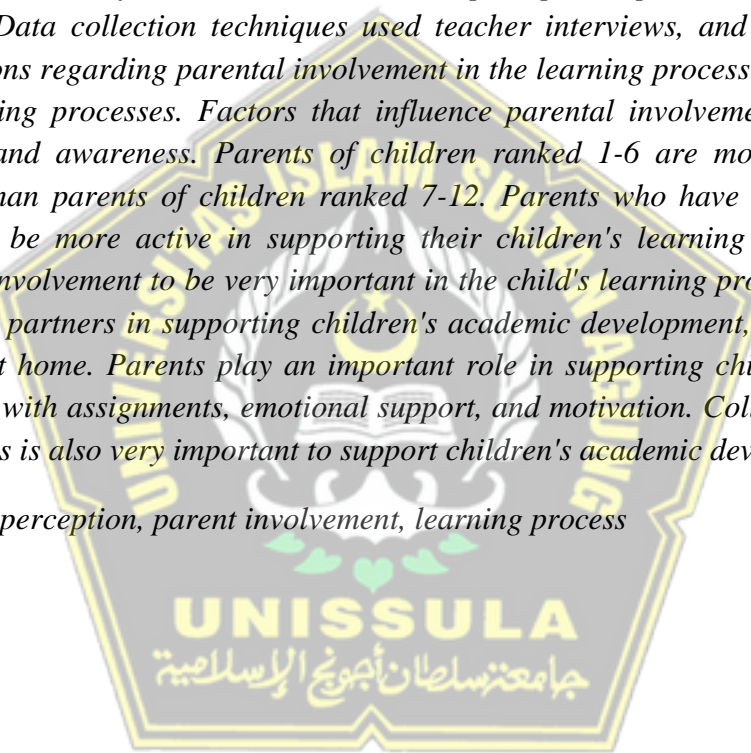 Data collection techniques used teacher interviews, and
ons regarding parental involvement in the learning process
ing processes. Factors that influence parental involveme
and awareness. Parents of children ranked 1-6 are mo
an parents of children ranked 7-12. Parents who have
be more active in supporting their children's learning
nvolvement to be very important in the child's learning pro
partners in supporting children's academic development,
t home. Parents play an important role in supporting chi
with assignments, emotional support, and motivation. Col
s is also very important to support children's academic dev
perception, parent involvement, learning process
UNIVERSITAS ISLAM SULTAN AGUNG
UNISSULA
جامعة سلطان أجونج الإسلامية